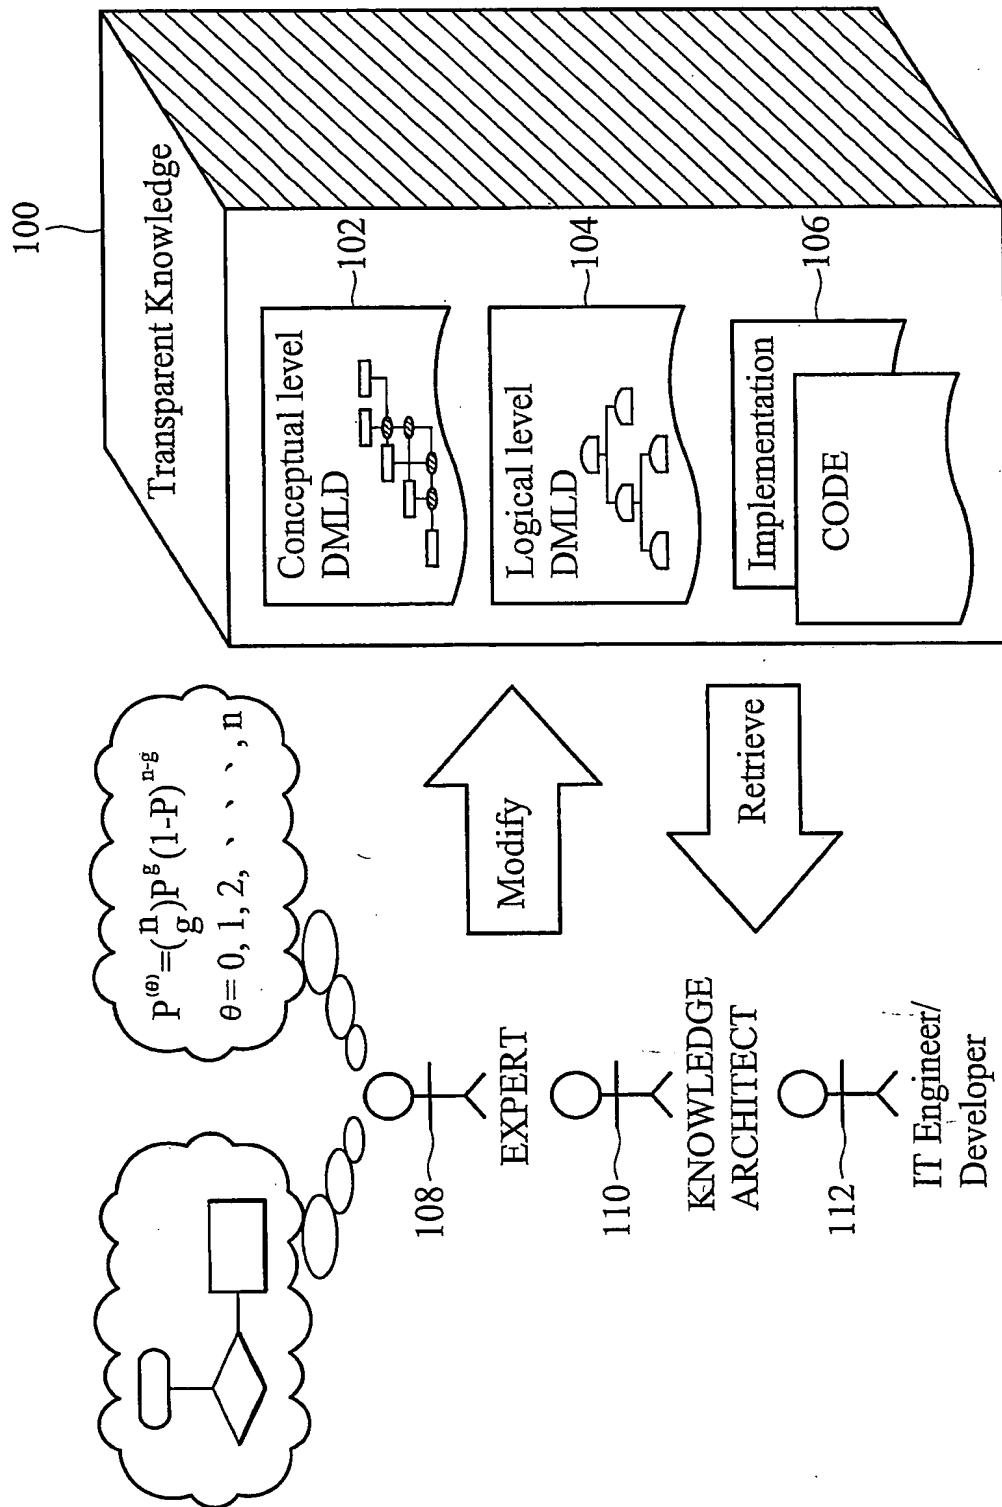 100
Transparent Knowledge
P(θ)=(n g)P^g(1-P)^n-g
θ=0, 1, 2, 、、、、, n
Conceptual level
DMLD
102
Modify
108
EXPERT
Logical level
DMLD
104
110
KNOWLEDGE
ARCHITECT
Retrieve
Implementation
CODE
106
112
IT Engineer/
Developer